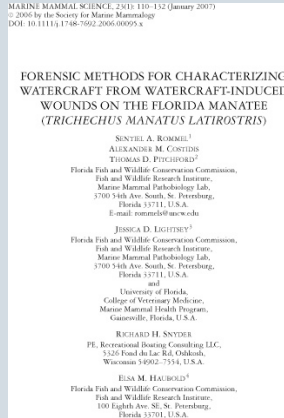 MARINE MAMMAL SCIENCE, 23(1): 110–132 (January 2007)
© 2006 by the Society for Marine Mammalogy
DOI: 10.1111/j.1748-7692.2006.00095.x
FORENSIC METHODS FOR CHARACTERIZING
WATERCRAFT FROM WATERCRAFT-INDUCED
WOUNDS ON THE FLORIDA MANATEE
(TRICHECHUS MANATUS LATIROSTRIS)
SENTIEL A. ROMMEL¹
ALEXANDER M. COSTIDIS
THOMAS D. PITCHFORD²
Florida Fish and Wildlife Conservation Commission,
Fish and Wildlife Research Institute,
Marine Mammal Pathobiology Lab,
3700 54th Ave. South, St. Petersburg,
Florida 33711, U.S.A.
E-mail: rommels@uncw.edu
JESSICA D. LIGHTSEY³
Florida Fish and Wildlife Conservation Commission,
Fish and Wildlife Research Institute,
Marine Mammal Pathobiology Lab,
3700 54th Ave. South, St. Petersburg,
Florida 33711, U.S.A.
and
University of Florida,
College of Veterinary Medicine,
Marine Mammal Health Program,
Gainesville, Florida, U.S.A.
RICHARD H. SNYDER
PE, Recreational Boating Consulting LLC,
5326 Fond du Lac Rd, Oshkosh,
Wisconsin 54902-7554, U.S.A.
ELSA M. HAUBOLD⁴
Florida Fish and Wildlife Conservation Commission,
Fish and Wildlife Research Institute,
100 Eighth Ave. SE, St. Petersburg,
Florida 33701, U.S.A.